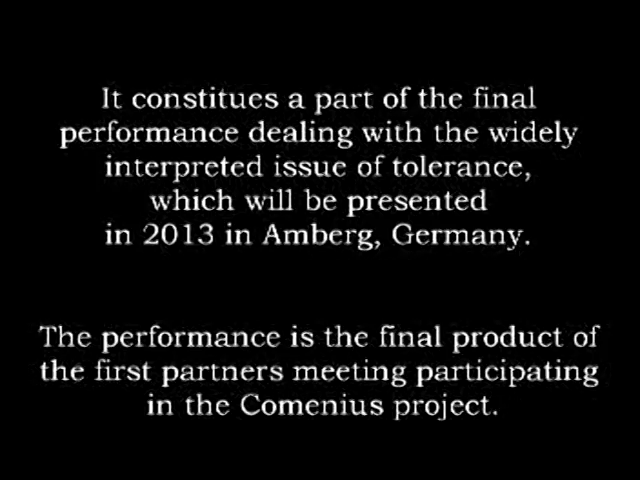 It constitues a part of the final
performance dealing with the widely
interpreted issue of tolerance,
which will be presented
in 2013 in Amberg, Germany.
The performance is the final product of
the first partners meeting participating
in the Comenius project.